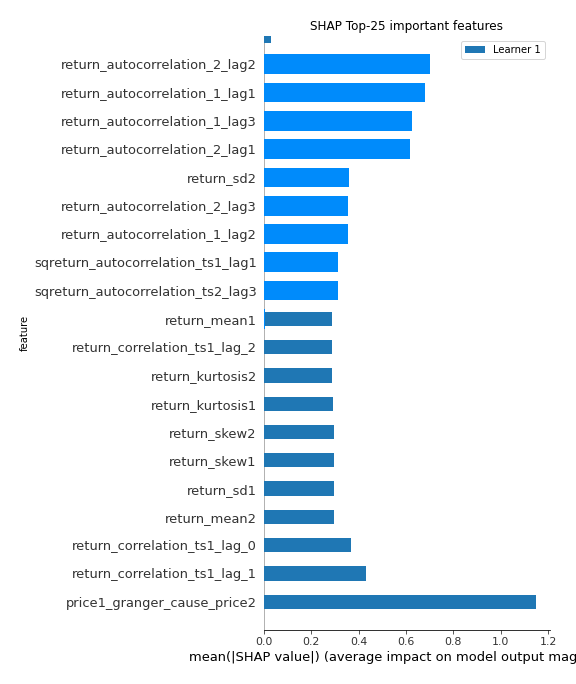 SHAP Top-25 important features
Learner 1
return_autocorrelation_2_lag2
return_autocorrelation_1_lag1
return_autocorrelation_1_lag3
return_autocorrelation_2_lag1
return_sd2
return_autocorrelation_2_lag3
return_autocorrelation_1_lag2
sqreturn_autocorrelation_ts1_lag1
sqreturn_autocorrelation_ts2_lag3
return_mean1
return_correlation_ts1_lag_2
return_kurtosis2
return_kurtosis1
return_skew2
return_skew1
return_sd1
return_mean2
return_correlation_ts1_lag_0
return_correlation_ts1_lag_1
price1_granger_cause_price2
feature
0.0 0.2 0.4 0.6 0.8 1.0 1.2
mean(|SHAP value|) (average impact on model output mag